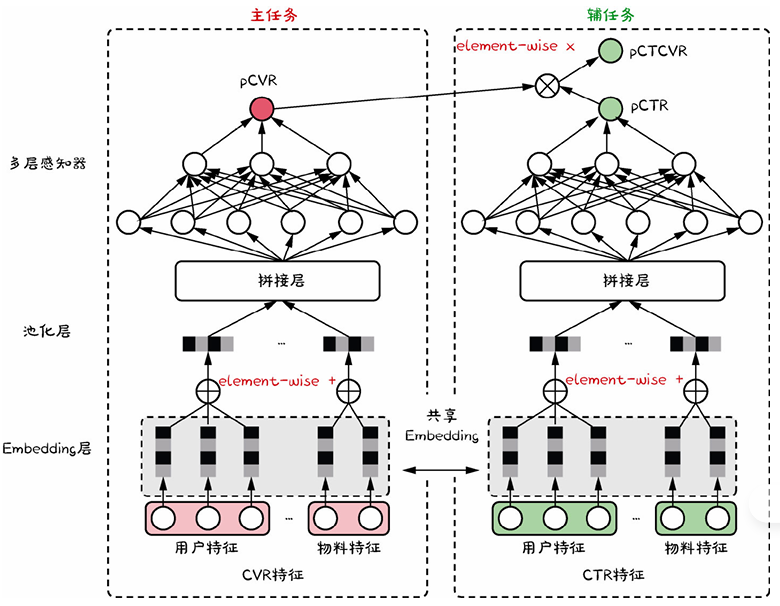 主任务
辅任务
element-wise ×
pCTCVR
pCVR
pCTR
多层感知器
拼接层
拼接层
池化层
...
...
element-wise +
element-wise +
共享
Embedding
Embedding层
...
...
用户特征
物料特征
用户特征
物料特征
CVR特征
CTR特征